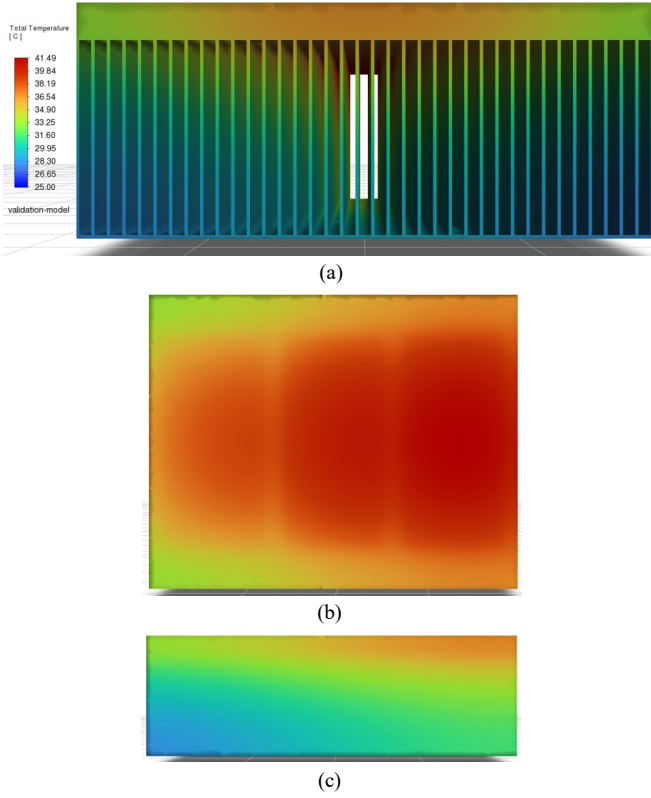 Total Temperature
[ C ]
41.49
39.84
38.19
36.54
34.90
33.25
31.60
29.95
28.30
26.65
25.00
validation-model
(a)
(b)
(c)